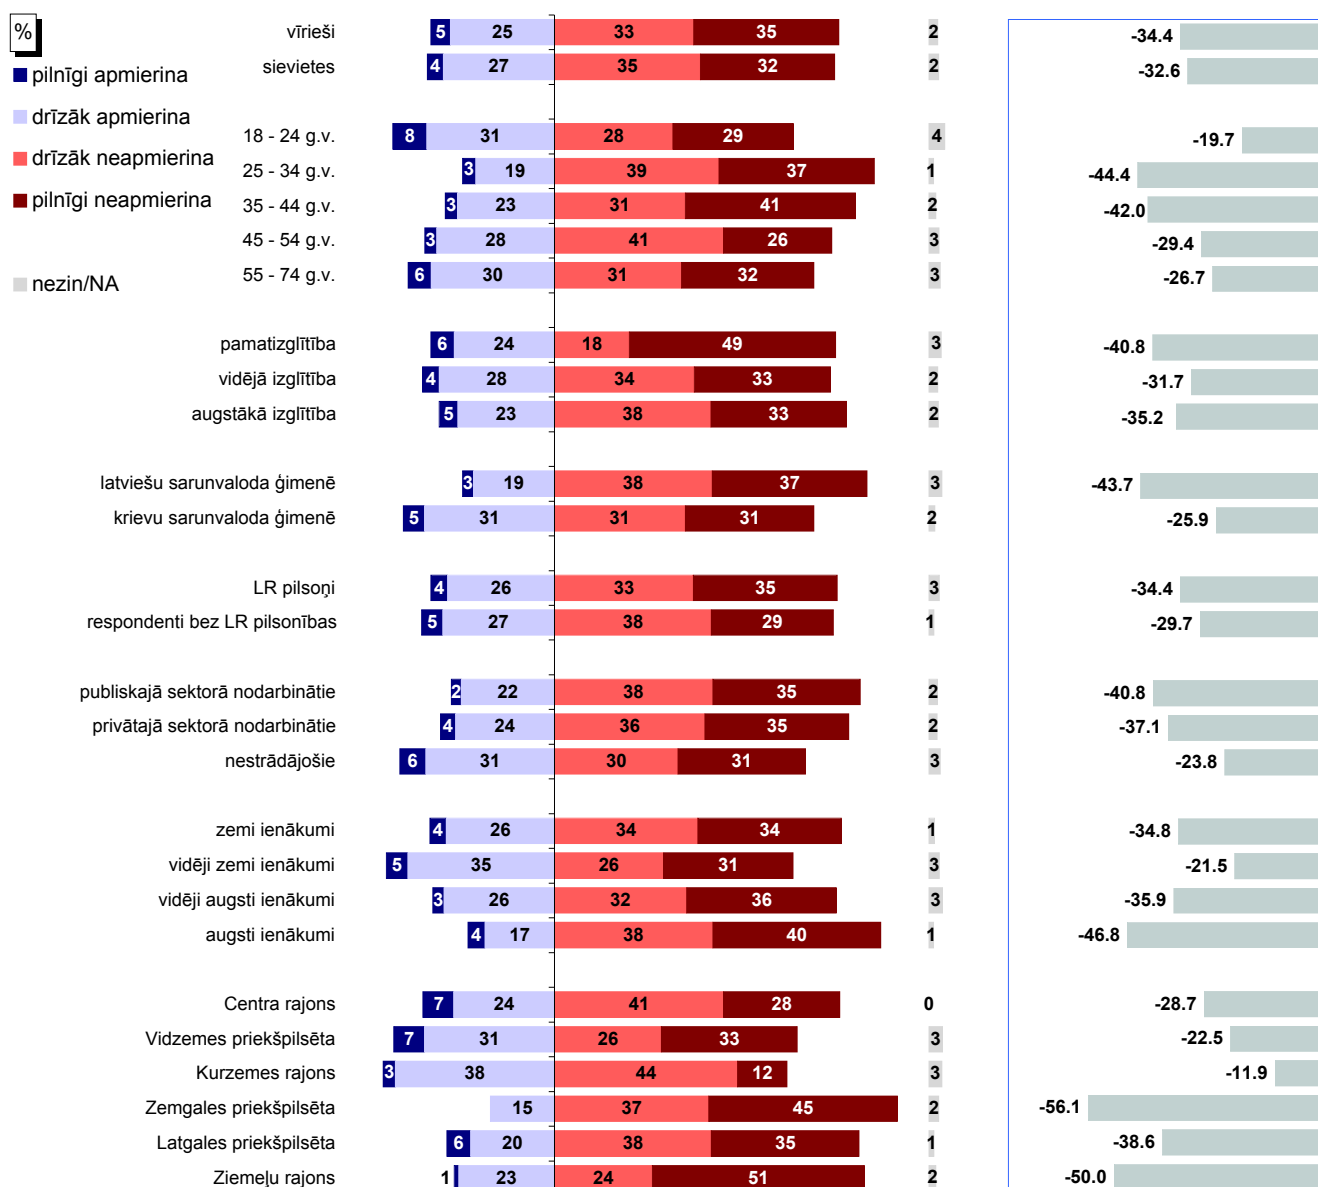 %
pilnīgi apmierina
drīzāk apmierina
drīzāk neapmierina
pilnīgi neapmierina
nezin/NA
vīrieši 5 25 33 35 2 -34.4
sievietes 4 27 35 32 2 -32.6
18 - 24 g.v. 8 31 28 29 4 -19.7
25 - 34 g.v. 3 19 39 37 1 -44.4
35 - 44 g.v. 3 23 31 41 2 -42.0
45 - 54 g.v. 3 28 41 26 3 -29.4
55 - 74 g.v. 6 30 31 32 3 -26.7
pamatizglītība 6 24 18 49 3 -40.8
vidējā izglītība 4 28 34 33 2 -31.7
augstākā izglītība 5 23 38 33 2 -35.2
latviešu sarunvaloda ģimenē 3 19 38 37 3 -43.7
krievu sarunvaloda ģimenē 5 31 31 31 2 -25.9
LR pilsoņi 4 26 33 35 3 -34.4
respondenti bez LR pilsonības 5 27 38 29 1 -29.7
publiskajā sektorā nodarbinātie 2 22 38 35 2 -40.8
privātajā sektorā nodarbinātie 4 24 36 35 2 -37.1
nestrādājošie 6 31 30 31 3 -23.8
zemi ienākumi 4 26 34 34 1 -34.8
vidēji zemi ienākumi 5 35 26 31 3 -21.5
vidēji augsti ienākumi 3 26 32 36 3 -35.9
augsti ienākumi 4 17 38 40 1 -46.8
Centra rajons 7 24 41 28 0 -28.7
Vidzemes priekšpilsēta 7 31 26 33 3 -22.5
Kurzemes rajons 3 38 44 12 3 -11.9
Zemgales priekšpilsēta 15 37 45 2 -56.1
Latgales priekšpilsēta 6 20 38 35 1 -38.6
Ziemeļu rajons 1 23 24 51 2 -50.0